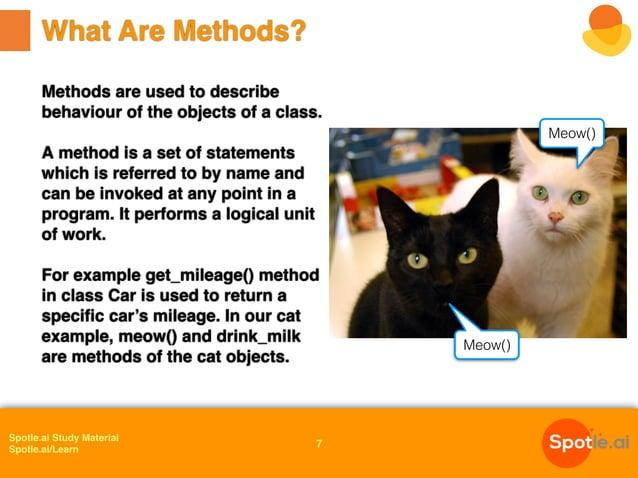 What Are Methods?
Methods are used to describe
behaviour of the objects of a class.
A method is a set of statements
which is referred to by name and
can be invoked at any point in a
program. It performs a logical unit
of work.
For example get_mileage() method
in class Car is used to return a
specific car’s mileage. In our cat
example, meow() and drink_milk
are methods of the cat objects.
Meow()
Meow()
Spotle.ai Study Material
Spotle.ai/Learn
7
Spotle.ai